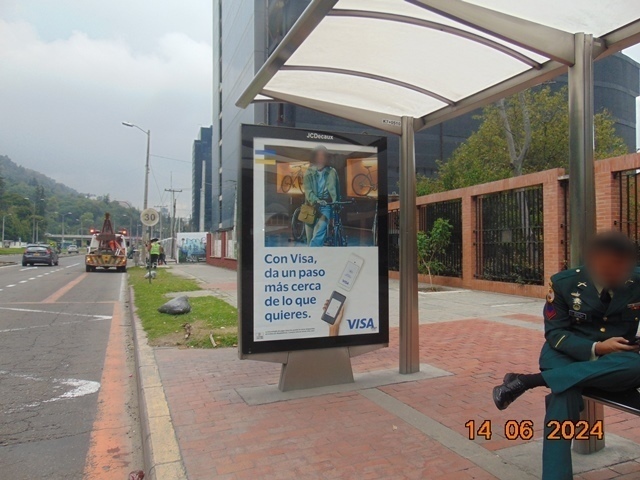 JCDecaux
30
Con Visa,
da un paso
más cerca
de lo que
quieres.
VISA
14 06 2024